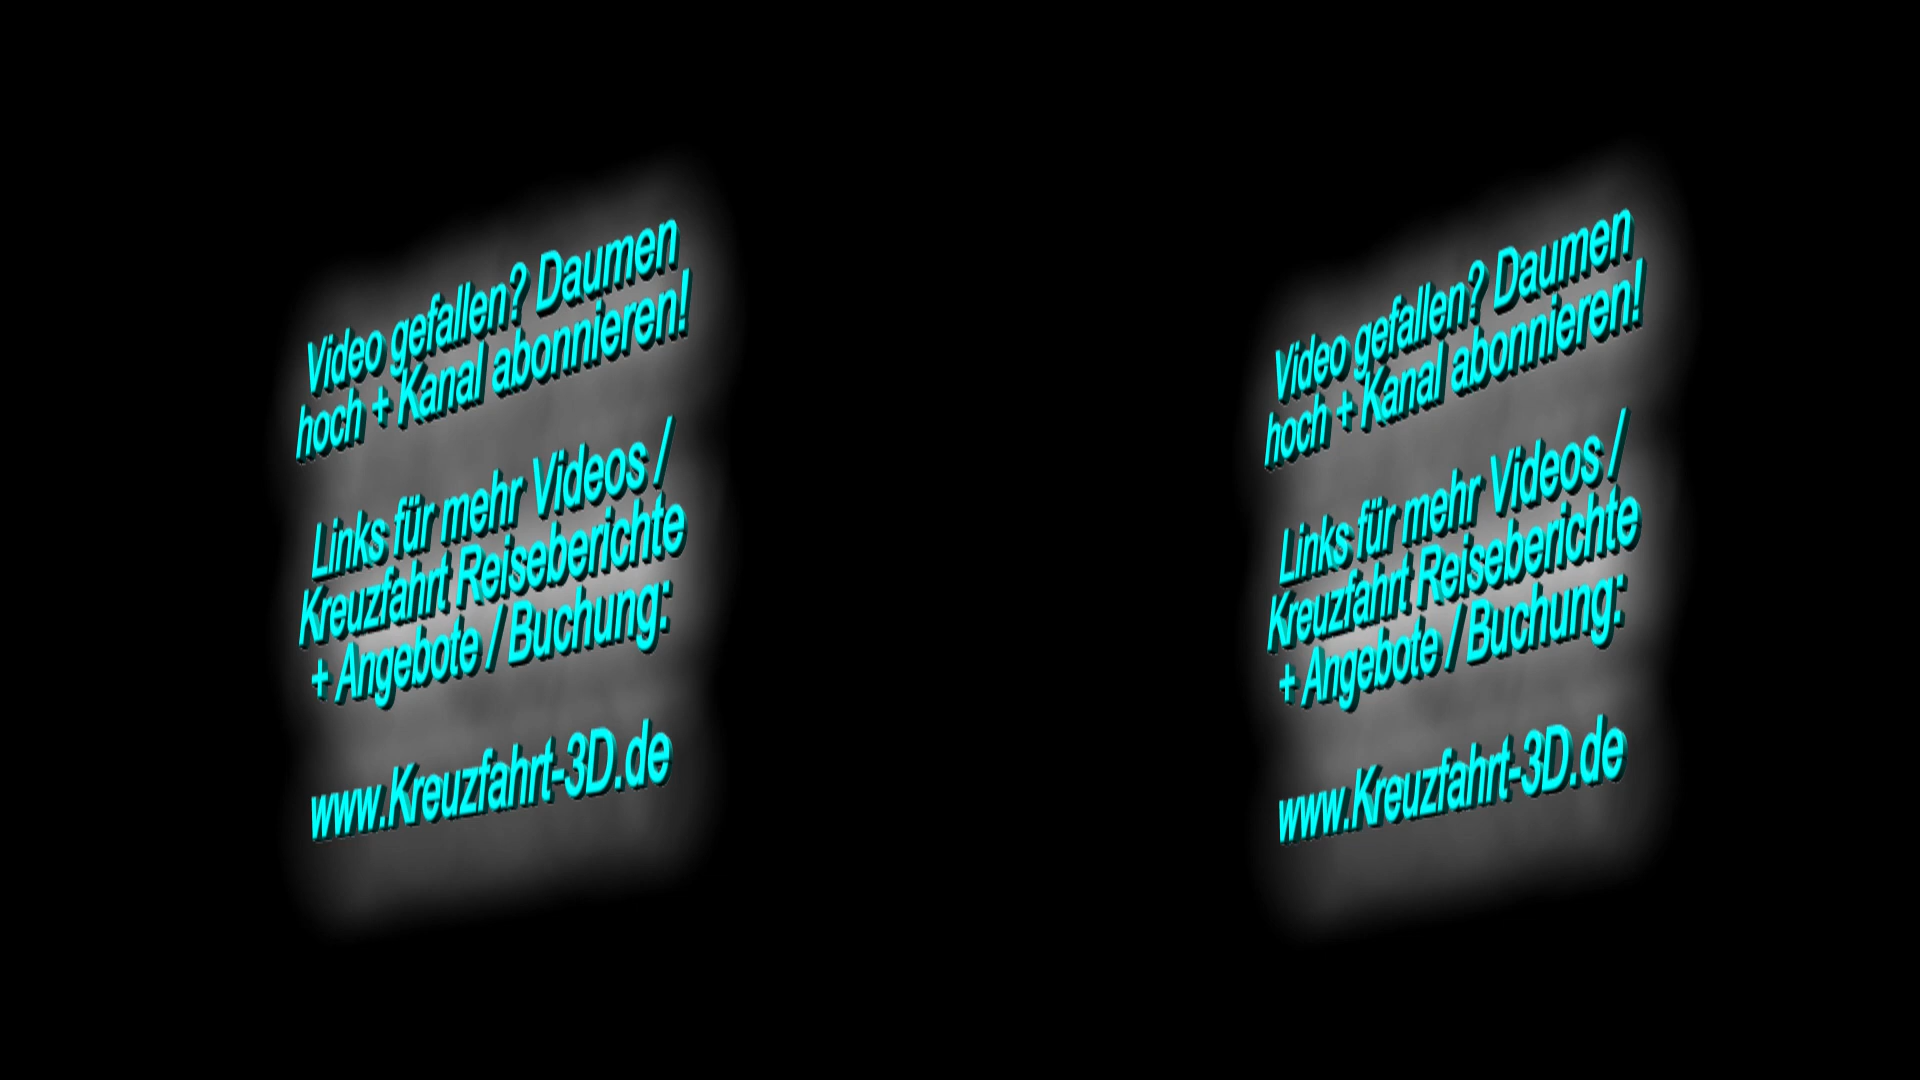 Video gefallen? Daumen
hoch + Kanal abonnieren!
Links für mehr Videos /
Kreuzfahrt Reiseberichte
+ Angebote / Buchung:
www.Kreuzfahrt-3D.de
Video gefallen? Daumen
hoch + Kanal abonnieren!
Links für mehr Videos /
Kreuzfahrt Reiseberichte
+ Angebote / Buchung:
www.Kreuzfahrt-3D.de